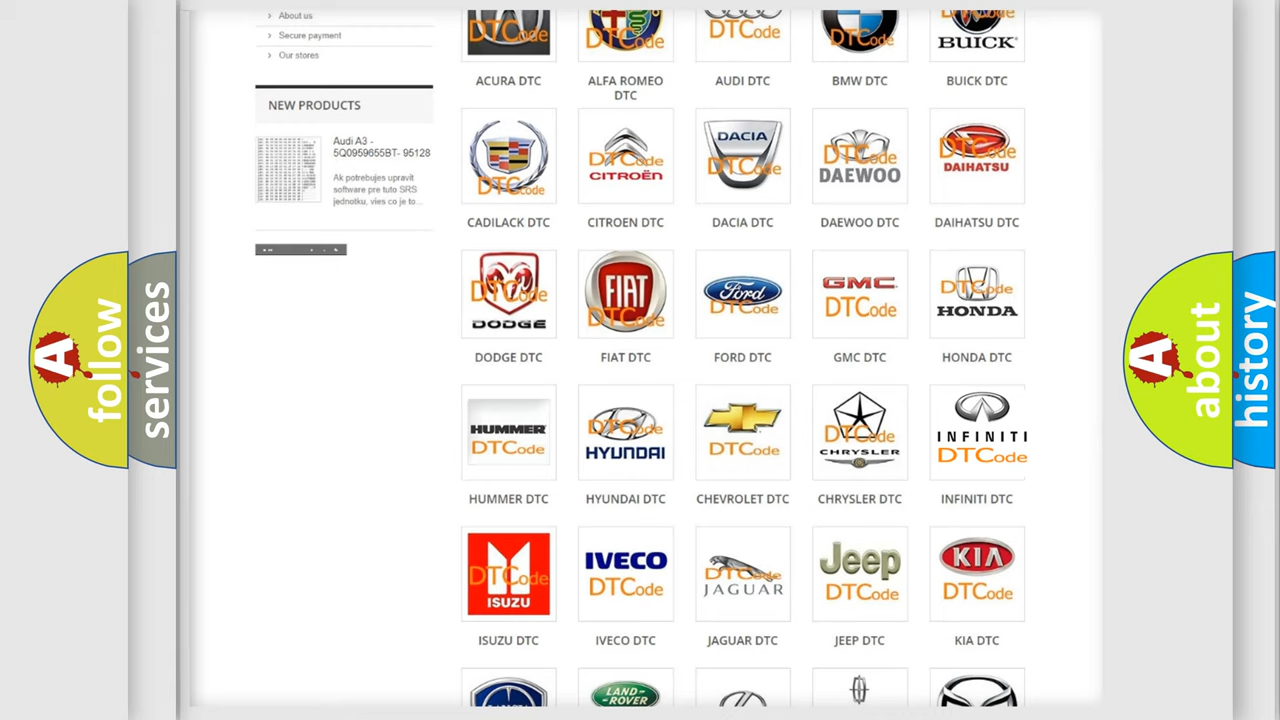 About us
Secure payment
Our stores
NEW PRODUCTS
Audi A3 -
5Q0959655BT- 95128
Ak potrebujes upravit
software pre tuto SRS
jednotku, vies co je to...
DTCode
DTCode
DTCode
DTCode
BUICK
ACURA DTC
ALFA ROMEO
DTC
AUDI DTC
BMW DTC
BUICK DTC
DTCode
DTCode
CITROËN
DACIA
DTCode
DTCode
DAEWOO
DTCode
DAIHATSU
CADILACK DTC
CITROEN DTC
DACIA DTC
DAEWOO DTC
DAIHATSU DTC
DTCode
DODGE
FIAT
DTCode
Ford
DTCode
GMC
DTCode
DTCode
HONDA
DODGE DTC
FIAT DTC
FORD DTC
GMC DTC
HONDA DTC
HUMMER
DTCode
DTCode
HYUNDAI
DTCode
DTCode
CHRYSLER
INFINITI
DTCode
HUMMER DTC
HYUNDAI DTC
CHEVROLET DTC
CHRYSLER DTC
INFINITI DTC
DTCode
ISUZU
IVECO
DTCode
DTCode
JAGUAR
Jeep
DTCode
KIA
DTCode
ISUZU DTC
IVECO DTC
JAGUAR DTC
JEEP DTC
KIA DTC
LAND-
ROVER
A
follow
services
A
about
history